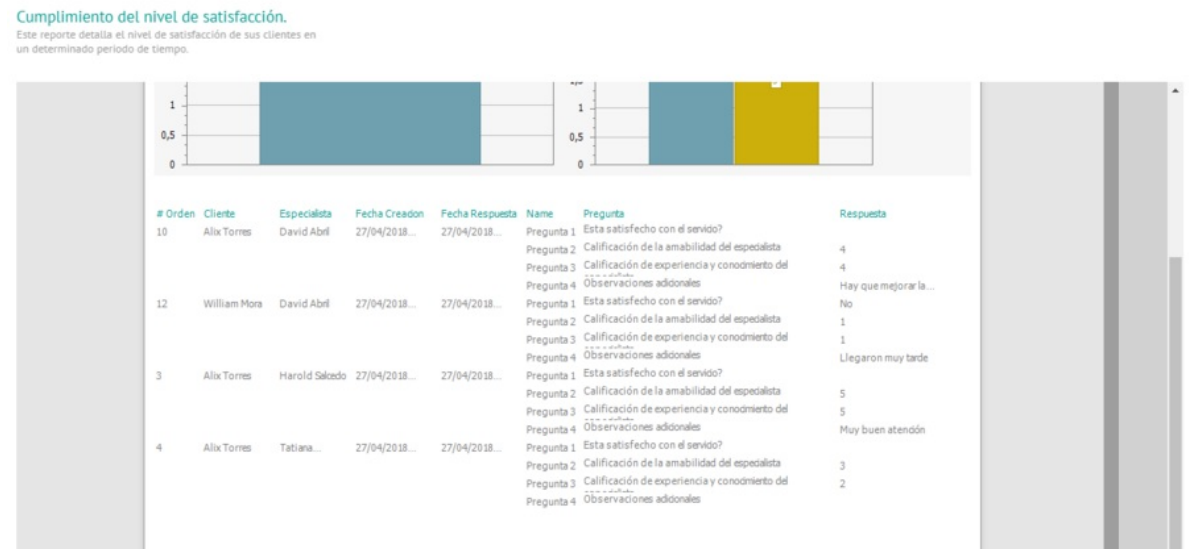 Cumplimiento del nivel de satisfacción.
Este reporte detalla el nivel de satisfacción de sus clientes en
un determinado periodo de tiempo.
1 1
0,5 0,5
0 0
# Orden Cliente Especialista Fecha Creacion Fecha Respuesta Name Pregunta Respuesta
10 Alix Torres David Abril 27/04/2018... 27/04/2018... Pregunta 1 Esta satisfecho con el servicio?
Pregunta 2 Calificación de la amabilidad del especialista 4
Pregunta 3 Calificación de experiencia y conocimiento del 4
Pregunta 4 Observaciones adicionales Hay que mejorar la...
12 William Mora David Abril 27/04/2018... 27/04/2018... Pregunta 1 Esta satisfecho con el servicio? No
Pregunta 2 Calificación de la amabilidad del especialista 1
Pregunta 3 Calificación de experiencia y conocimiento del 1
Pregunta 4 Observaciones adicionales Llegaron muy tarde
3 Alix Torres Harold Salcedo 27/04/2018... 27/04/2018... Pregunta 1 Esta satisfecho con el servicio?
Pregunta 2 Calificación de la amabilidad del especialista 5
Pregunta 3 Calificación de experiencia y conocimiento del 5
Pregunta 4 Observaciones adicionales Muy buen atención
4 Alix Torres Tatiana... 27/04/2018... 27/04/2018... Pregunta 1 Esta satisfecho con el servicio?
Pregunta 2 Calificación de la amabilidad del especialista 3
Pregunta 3 Calificación de experiencia y conocimiento del 2
Pregunta 4 Observaciones adicionales